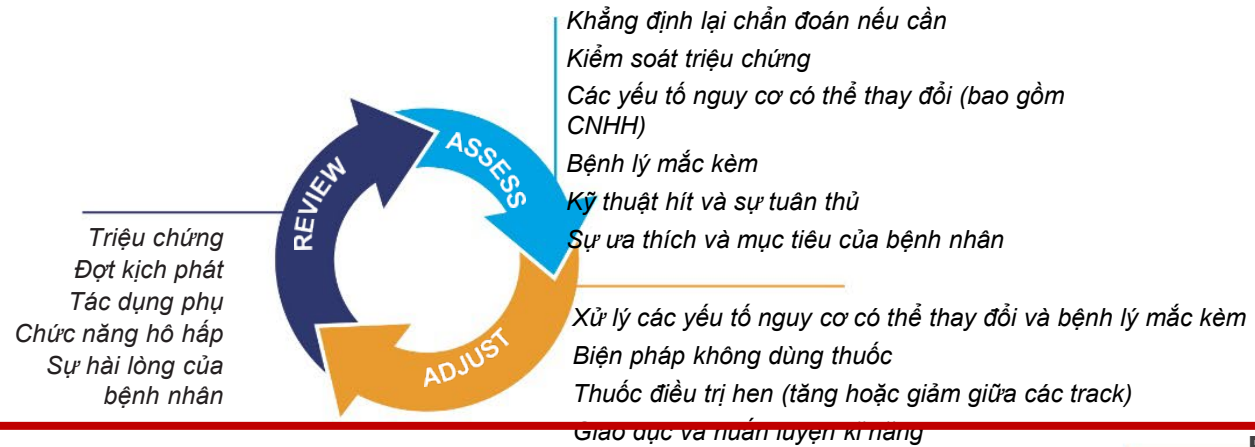 Khẳng định lại chẩn đoán nếu cần
Kiểm soát triệu chứng
Các yếu tố nguy cơ có thể thay đổi (bao gồm
CNHH)
Bệnh lý mắc kèm
Kỹ thuật hít và sự tuân thủ
Sự ưa thích và mục tiêu của bệnh nhân
ASSESS
REVIEW
ADJUST
Triệu chứng
Đợt kịch phát
Tác dụng phụ
Chức năng hô hấp
Sự hài lòng của
bệnh nhân
Xử lý các yếu tố nguy cơ có thể thay đổi và bệnh lý mắc kèm
Biện pháp không dùng thuốc
Thuốc điều trị hen (tăng hoặc giảm giữa các track)
Giáo dục và huấn luyện kĩ năng